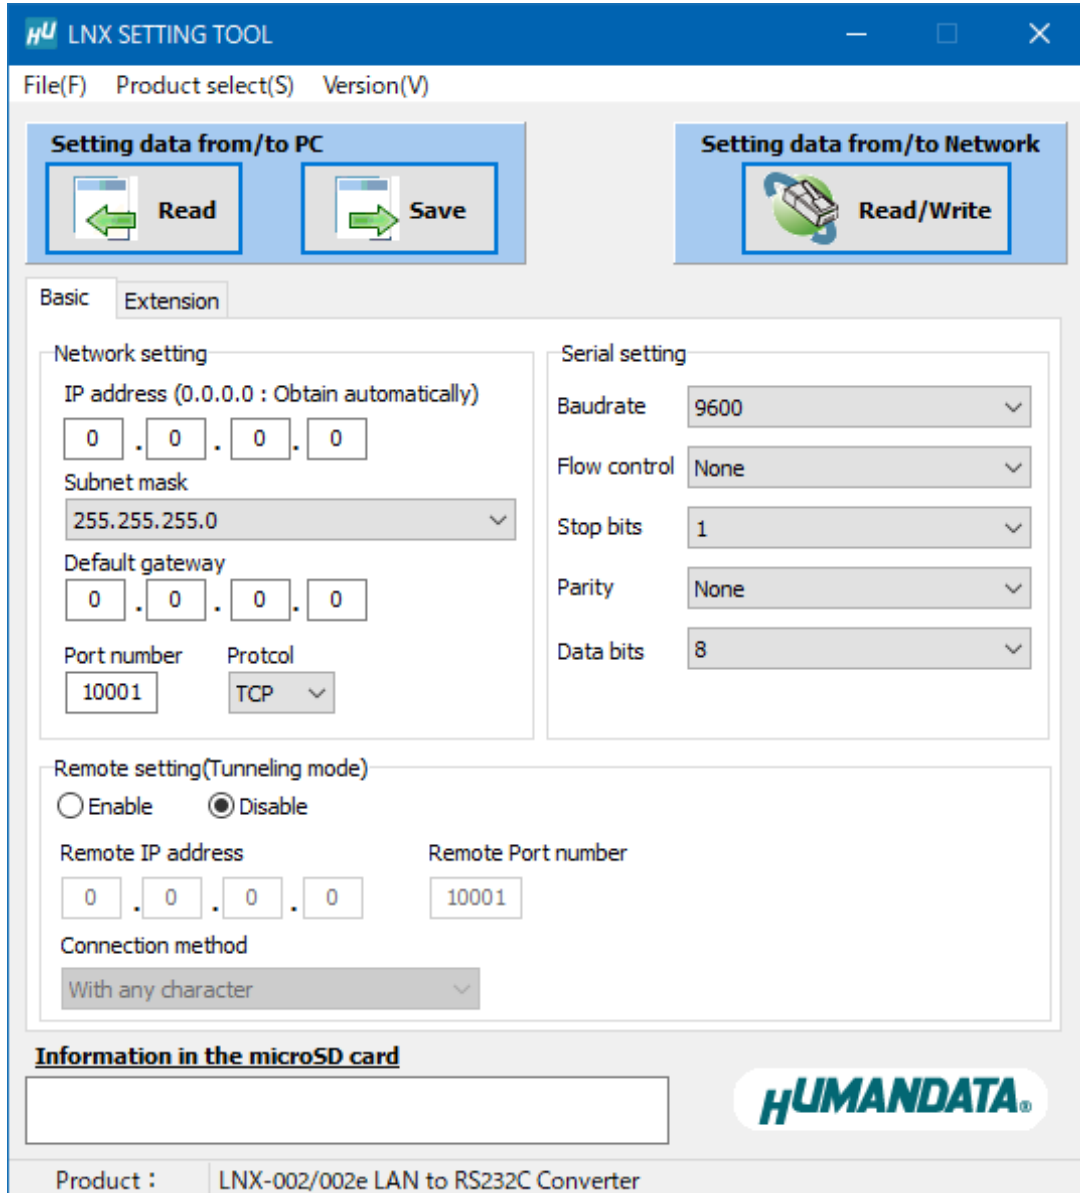 HU LNX SETTING TOOL
File(F) Product select(S) Version(V)
Setting data from/to PC
Read
Save
Setting data from/to Network
Read/Write
Basic
Extension
Network setting
IP address (0.0.0.0 : Obtain automatically)
0 . 0 . 0 . 0
Subnet mask
255.255.255.0
Default gateway
0 . 0 . 0 . 0
Port number Protcol
10001 TCP
Serial setting
Baudrate 9600
Flow control None
Stop bits 1
Parity None
Data bits 8
Remote setting(Tunneling mode)
Enable Disable
Remote IP address Remote Port number
0 . 0 . 0 . 0 10001
Connection method
With any character
Information in the microSD card
HUMANDATA®
Product : LNX-002/002e LAN to RS232C Converter